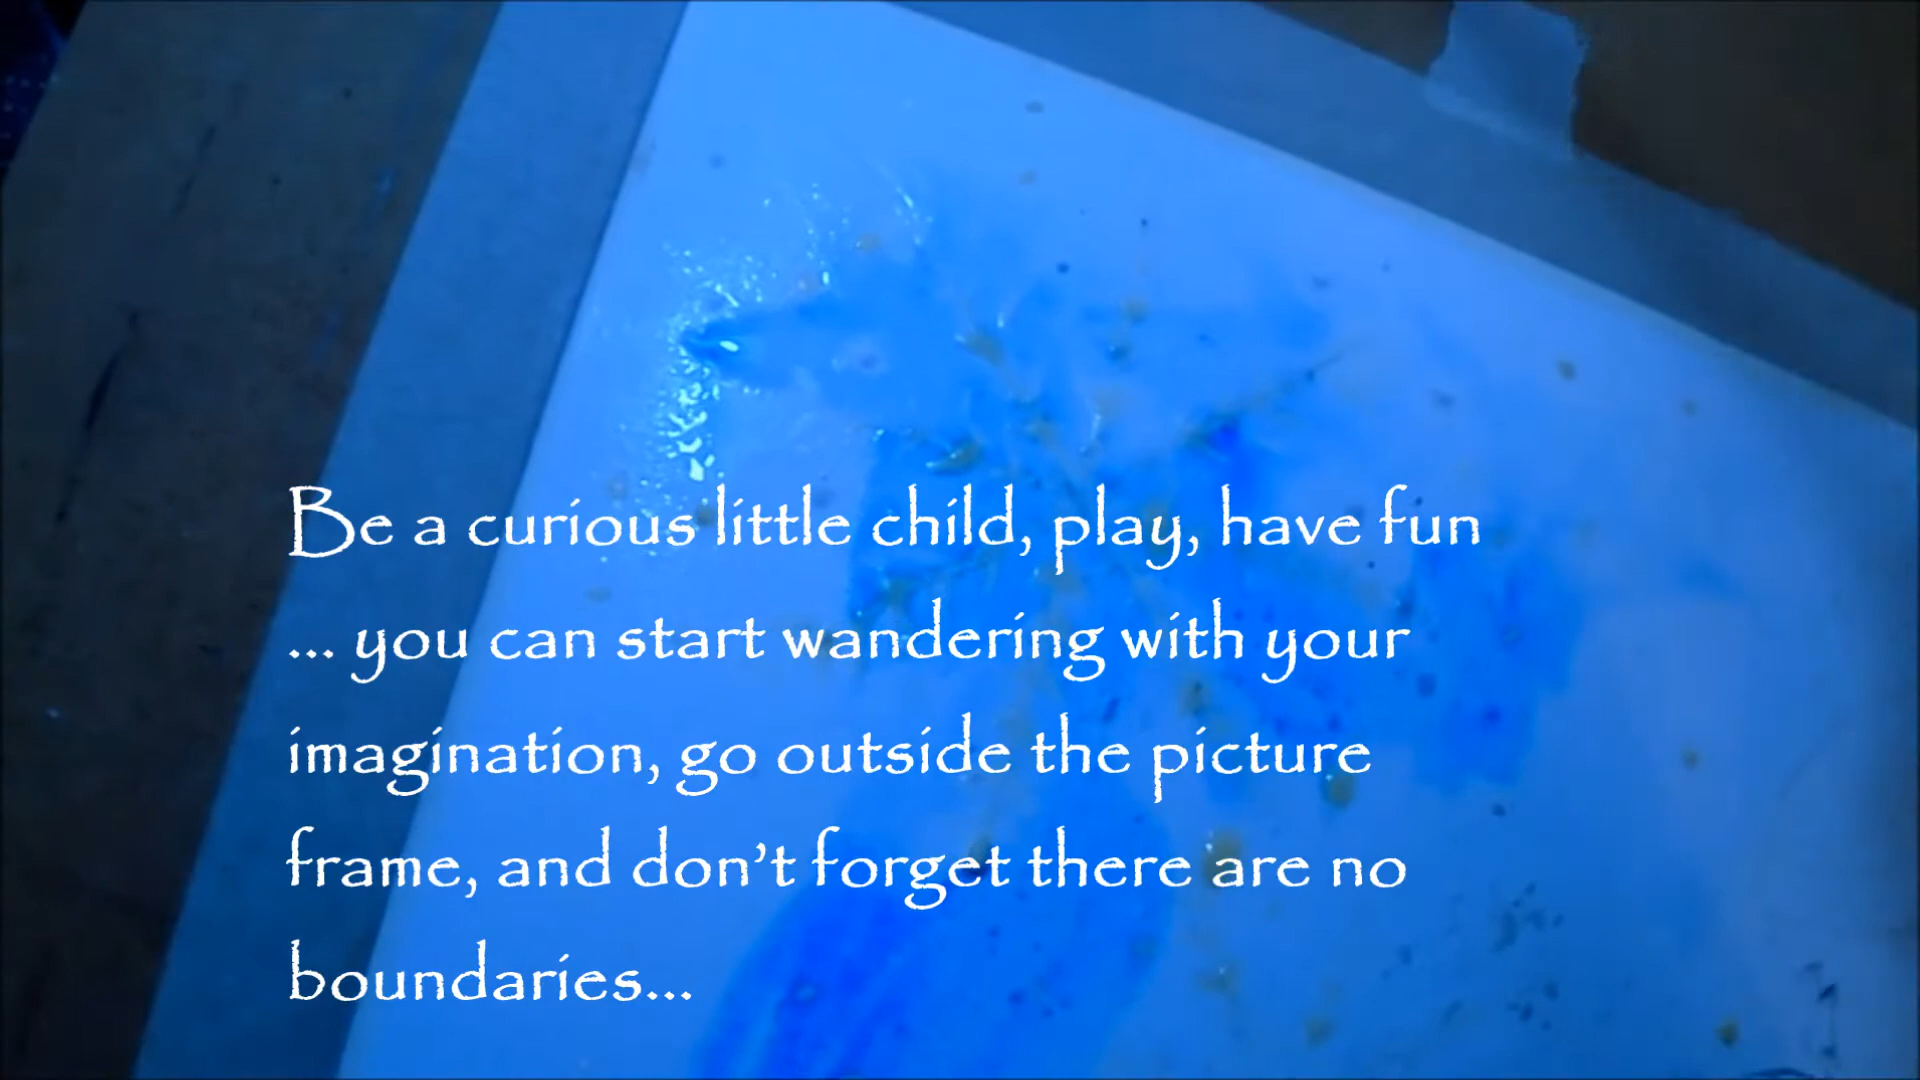 Be a curious little child, play, have fun
... you can start wandering with your
imagination, go outside the picture
frame, and don't forget there are no
boundaries...